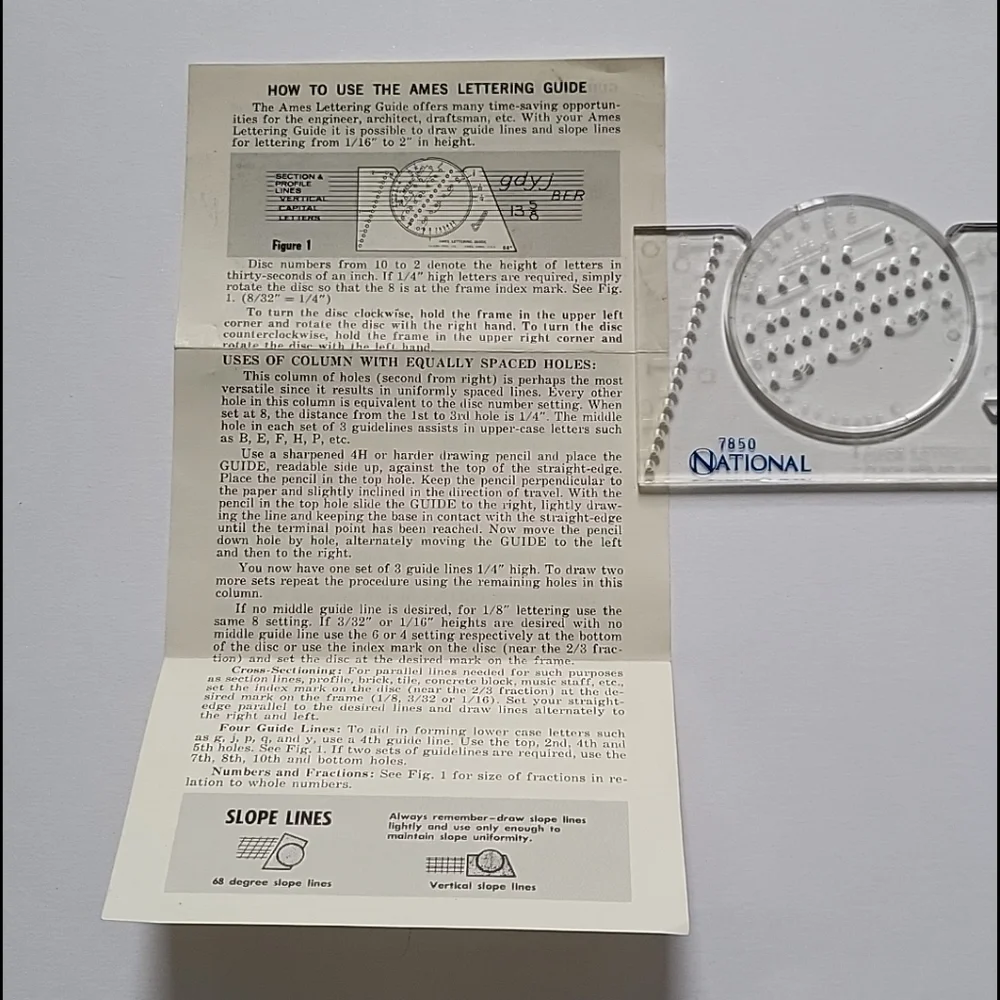 HOW TO USE THE AMES LETTERING GUIDE
The Ames Lettering Guide offers many time-saving opportun-
ities for the engineer, architect, draftsman, etc. With your Ames
Lettering Guide it is possible to draw guide lines and slope lines
for lettering from 1/16" to 2" in height.
SECTION &
PROFILE
LINES
VERTICAL
CAPITAL
LETTERS
gdyj
BER
13 5/8
AMES LETTERING GUIDE
68°
Figure 1
Disc numbers from 10 to 2 denote the height of letters in
thirty-seconds of an inch. If 1/4" high letters are required, simply
rotate the disc so that the 8 is at the frame index mark. See Fig.
1. (8/32" = 1/4")
To turn the disc clockwise, hold the frame in the upper left
corner and rotate the disc with the right hand. To turn the disc
counterclockwise, hold the frame in the upper right corner and
rotate the disc with the left hand.
USES OF COLUMN WITH EQUALLY SPACED HOLES:
This column of holes (second from right) is perhaps the most
versatile since it results in uniformly spaced lines. Every other
hole in this column is equivalent to the disc number setting. When
set at 8, the distance from the 1st to 3rd hole is 1/4". The middle
hole in each set of 3 guidelines assists in upper-case letters such
as B, E, F, H, P, etc.
Use a sharpened 4H or harder drawing pencil and place the
GUIDE, readable side up, against the top of the straight-edge.
Place the pencil in the top hole. Keep the pencil perpendicular to
the paper and slightly inclined in the direction of travel. With the
pencil in the top hole slide the GUIDE to the right, lightly draw-
ing the line and keeping the base in contact with the straight-edge
until the terminal point has been reached. Now move the pencil
down hole by hole, alternately moving the GUIDE to the left
and then to the right.
You now have one set of 3 guide lines 1/4" high. To draw two
more sets repeat the procedure using the remaining holes in this
column.
If no middle guide line is desired, for 1/8" lettering use the
same 8 setting. If 3/32" or 1/16" heights are desired with no
middle guide line use the 6 or 4 setting respectively at the bottom
of the disc or use the index mark on the disc (near the 2/3 frac-
tion) and set the disc at the desired mark on the frame.
Cross-Sectioning: For parallel lines needed for such purposes
as section lines, profile, brick, tile, concrete block, music staff, etc.,
set the index mark on the disc (near the 2/3 fraction) at the de-
sired mark on the frame (1/8, 3/32 or 1/16). Set your straight-
edge parallel to the desired lines and draw lines alternately to
the right and left.
Four Guide Lines: To aid in forming lower case letters such
as g, j, p, q, and y, use a 4th guide line. Use the top, 2nd, 4th and
5th holes. See Fig. 1. If two sets of guidelines are required, use the
7th, 8th, 10th and bottom holes.
Numbers and Fractions: See Fig. 1 for size of fractions in re-
lation to whole numbers.
SLOPE LINES
68 degree slope lines
Always remember—draw slope lines
lightly and use only enough to
maintain slope uniformity.
Vertical slope lines
7850
NATIONAL